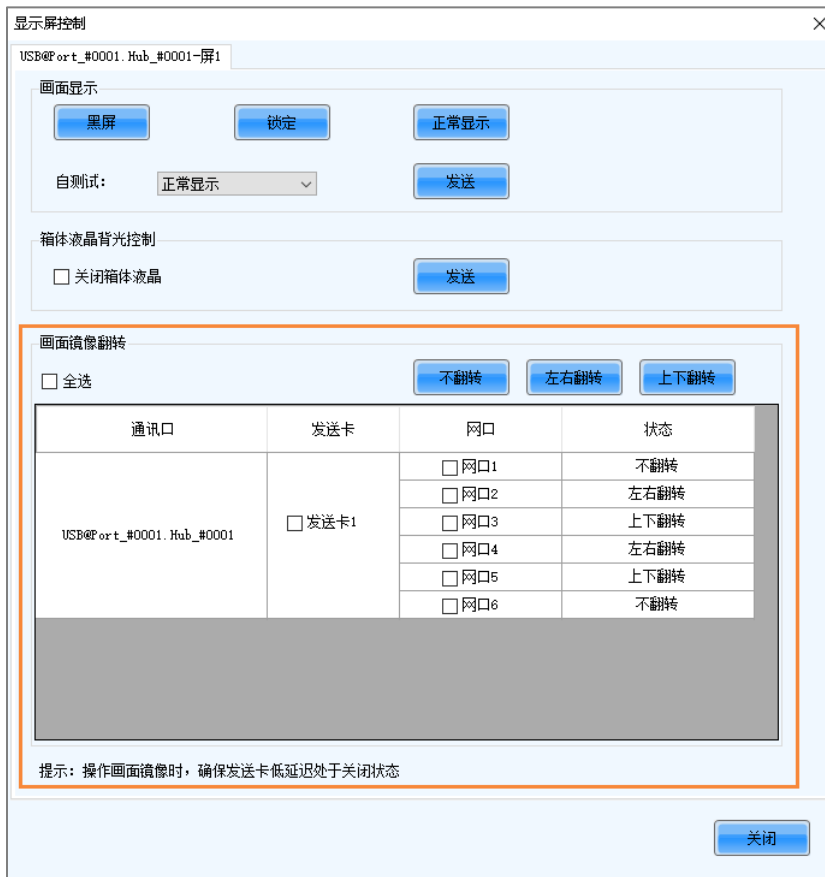 显示屏控制
USB@Port_#0001.Hub_#0001-屏1
画面显示
黑屏 锁定 正常显示
自测试： 正常显示 发送
箱体液晶背光控制
关闭箱体液晶 发送
画面镜像翻转
全选 不翻转 左右翻转 上下翻转
通讯口 发送卡 网口 状态
网口1 不翻转
网口2 左右翻转
USB@Port_#0001.Hub_#0001 发送卡1 网口3 上下翻转
网口4 左右翻转
网口5 上下翻转
网口6 不翻转
提示：操作画面镜像时，确保发送卡低延迟处于关闭状态
关闭